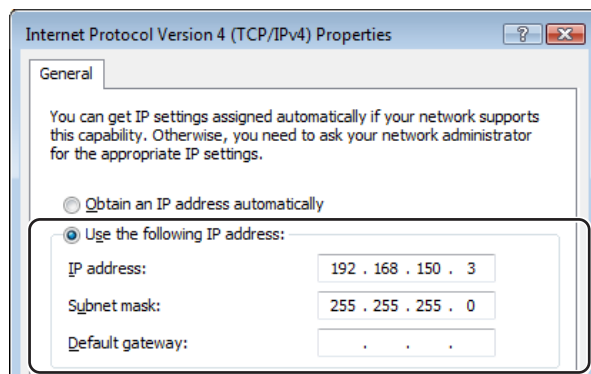 Internet Protocol Version 4 (TCP/IPv4) Properties
General
You can get IP settings assigned automatically if your network supports
this capability. Otherwise, you need to ask your network administrator
for the appropriate IP settings.
Obtain an IP address automatically
Use the following IP address:
IP address: 192 . 168 . 150 . 3
Subnet mask: 255 . 255 . 255 . 0
Default gateway: . . .